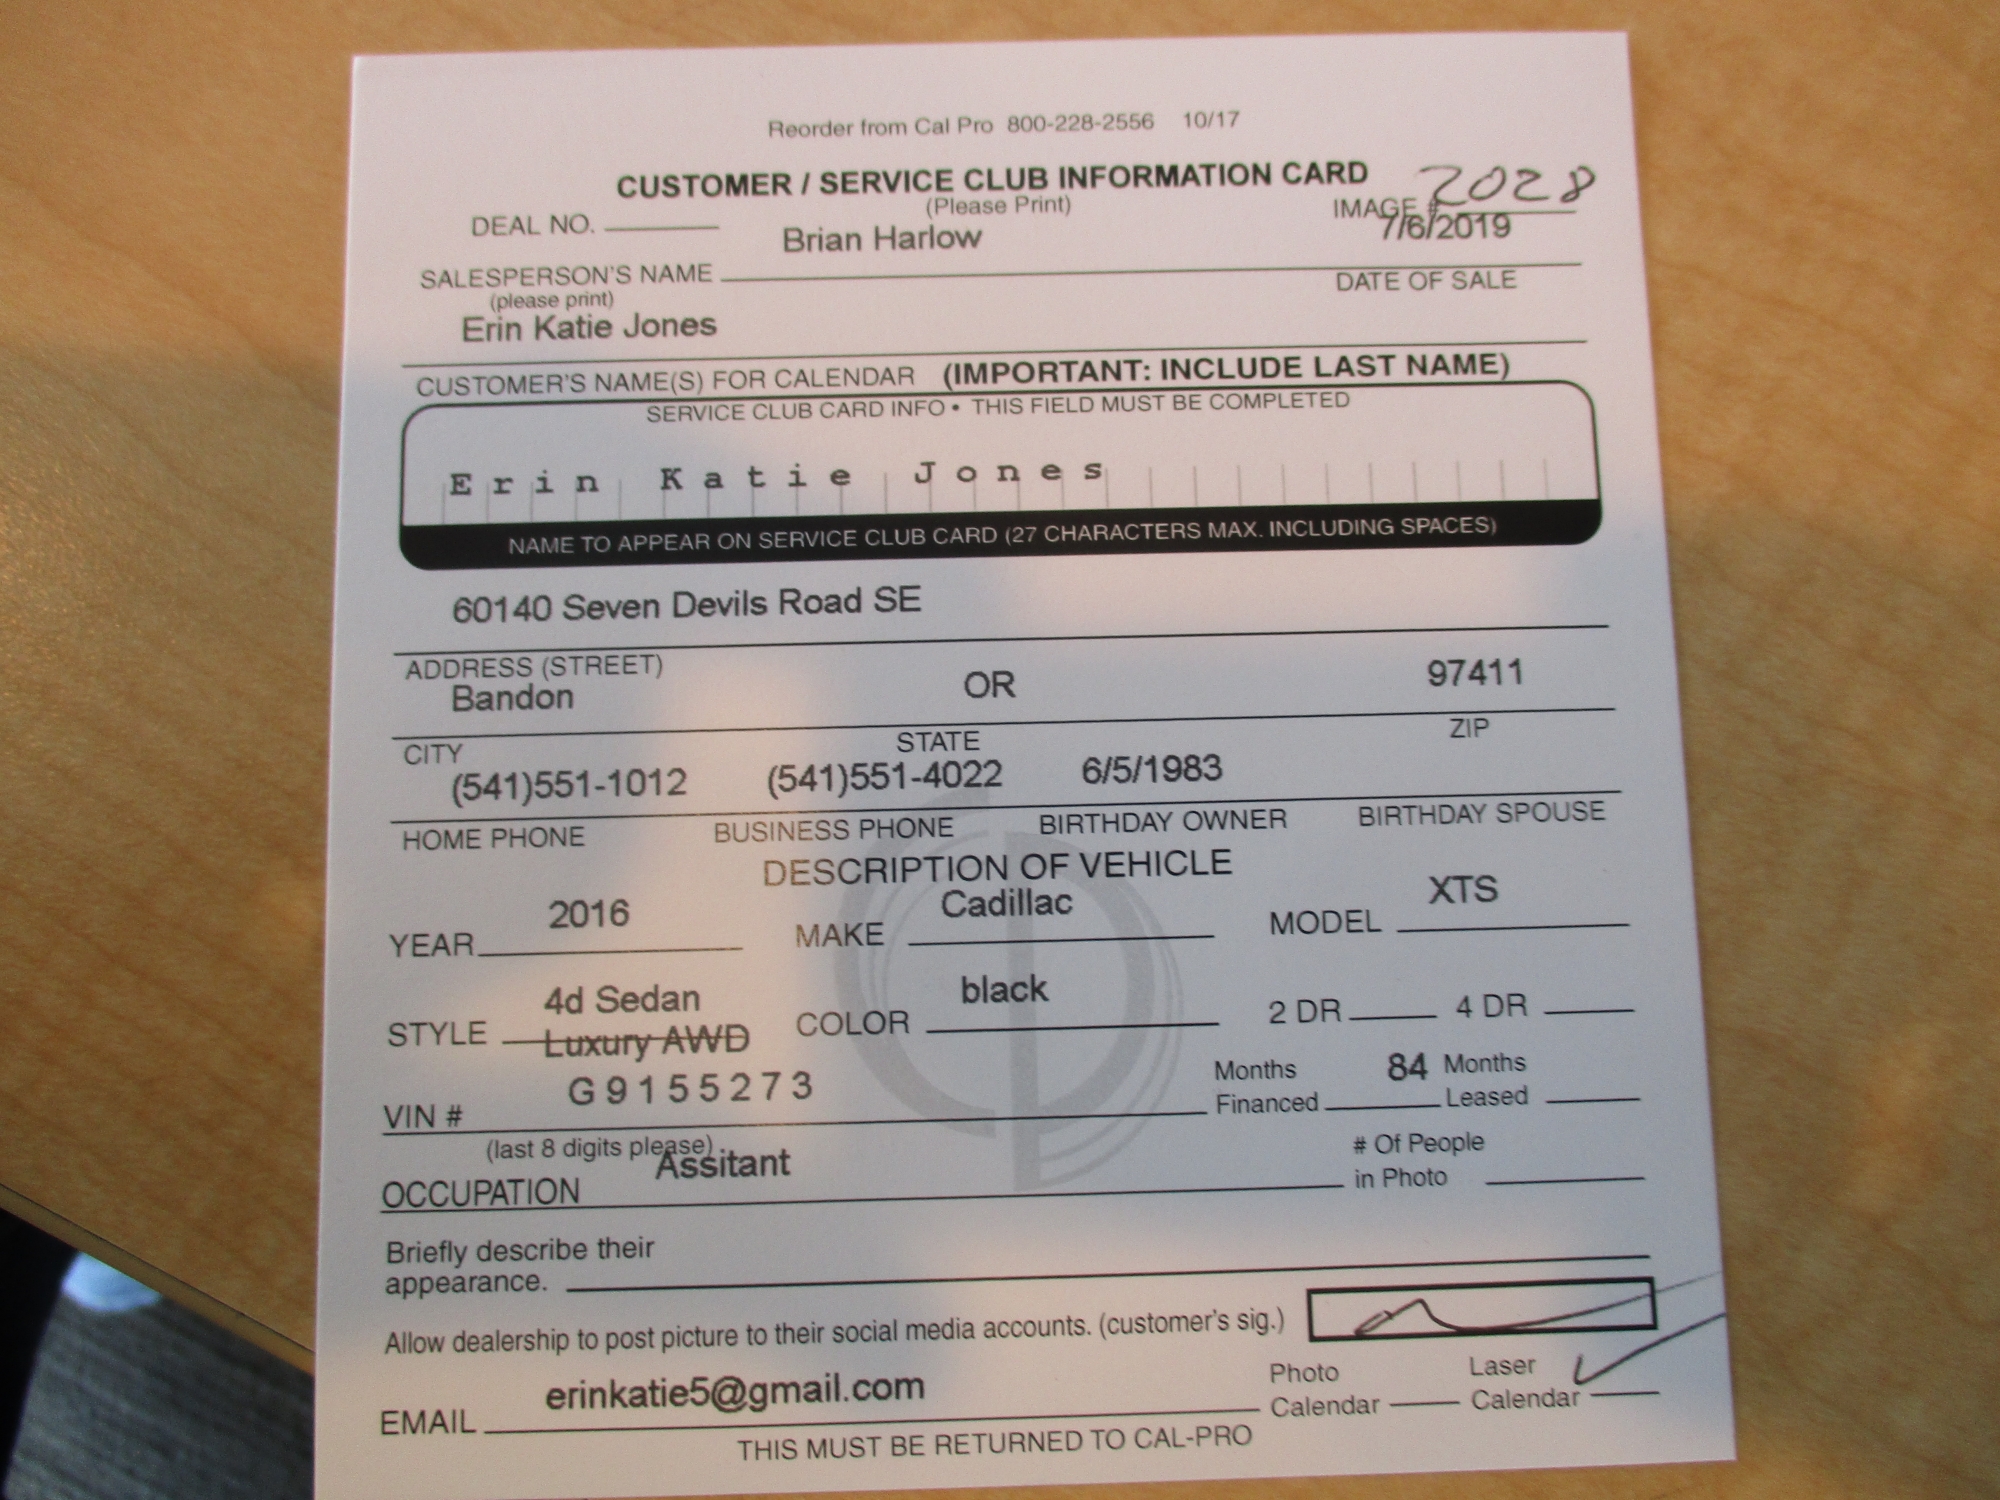 Reorder from Cal Pro 800-228-2556 10/17
CUSTOMER / SERVICE CLUB INFORMATION CARD
(Please Print)
IMAGE # 2028
DEAL NO.
Brian Harlow
7/6/2019
SALESPERSON'S NAME
DATE OF SALE
(please print)
Erin Katie Jones
CUSTOMER'S NAME(S) FOR CALENDAR (IMPORTANT: INCLUDE LAST NAME)
SERVICE CLUB CARD INFO • THIS FIELD MUST BE COMPLETED
Erin Katie Jones
NAME TO APPEAR ON SERVICE CLUB CARD (27 CHARACTERS MAX. INCLUDING SPACES)
60140 Seven Devils Road SE
ADDRESS (STREET)
Bandon OR 97411
CITY STATE ZIP
(541)551-1012 (541)551-4022 6/5/1983
HOME PHONE BUSINESS PHONE BIRTHDAY OWNER BIRTHDAY SPOUSE
DESCRIPTION OF VEHICLE
YEAR 2016 MAKE Cadillac MODEL XTS
4d Sedan
STYLE Luxury AWD COLOR black 2 DR 4 DR
VIN # G9155273
Months Financed 84 Months Leased
(last 8 digits please)
OCCUPATION Assitant
# Of People in Photo
Briefly describe their
appearance.
Allow dealership to post picture to their social media accounts. (customer's sig.)
EMAIL erinkatie5@gmail.com
Photo Calendar Laser Calendar
THIS MUST BE RETURNED TO CAL-PRO